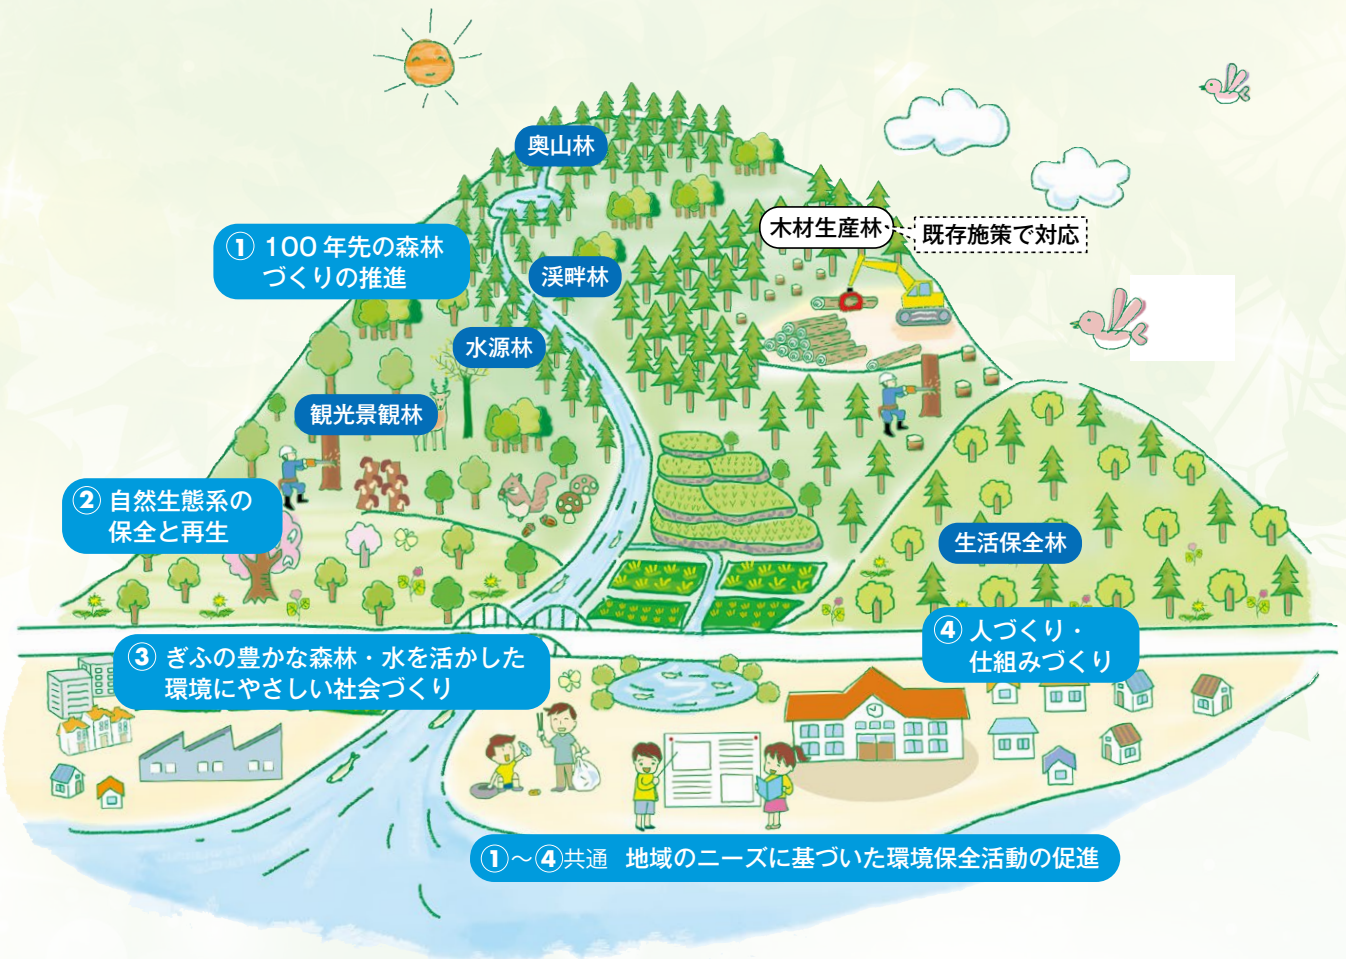 奥山林
木材生産林
既存施策で対応
① 100年先の森林
づくりの推進
渓畔林
水源林
観光景観林
② 自然生態系の
保全と再生
生活保全林
④ 人づくり・
仕組みづくり
③ ぎふの豊かな森林・水を活かした
環境にやさしい社会づくり
①～④共通 地域のニーズに基づいた環境保全活動の促進